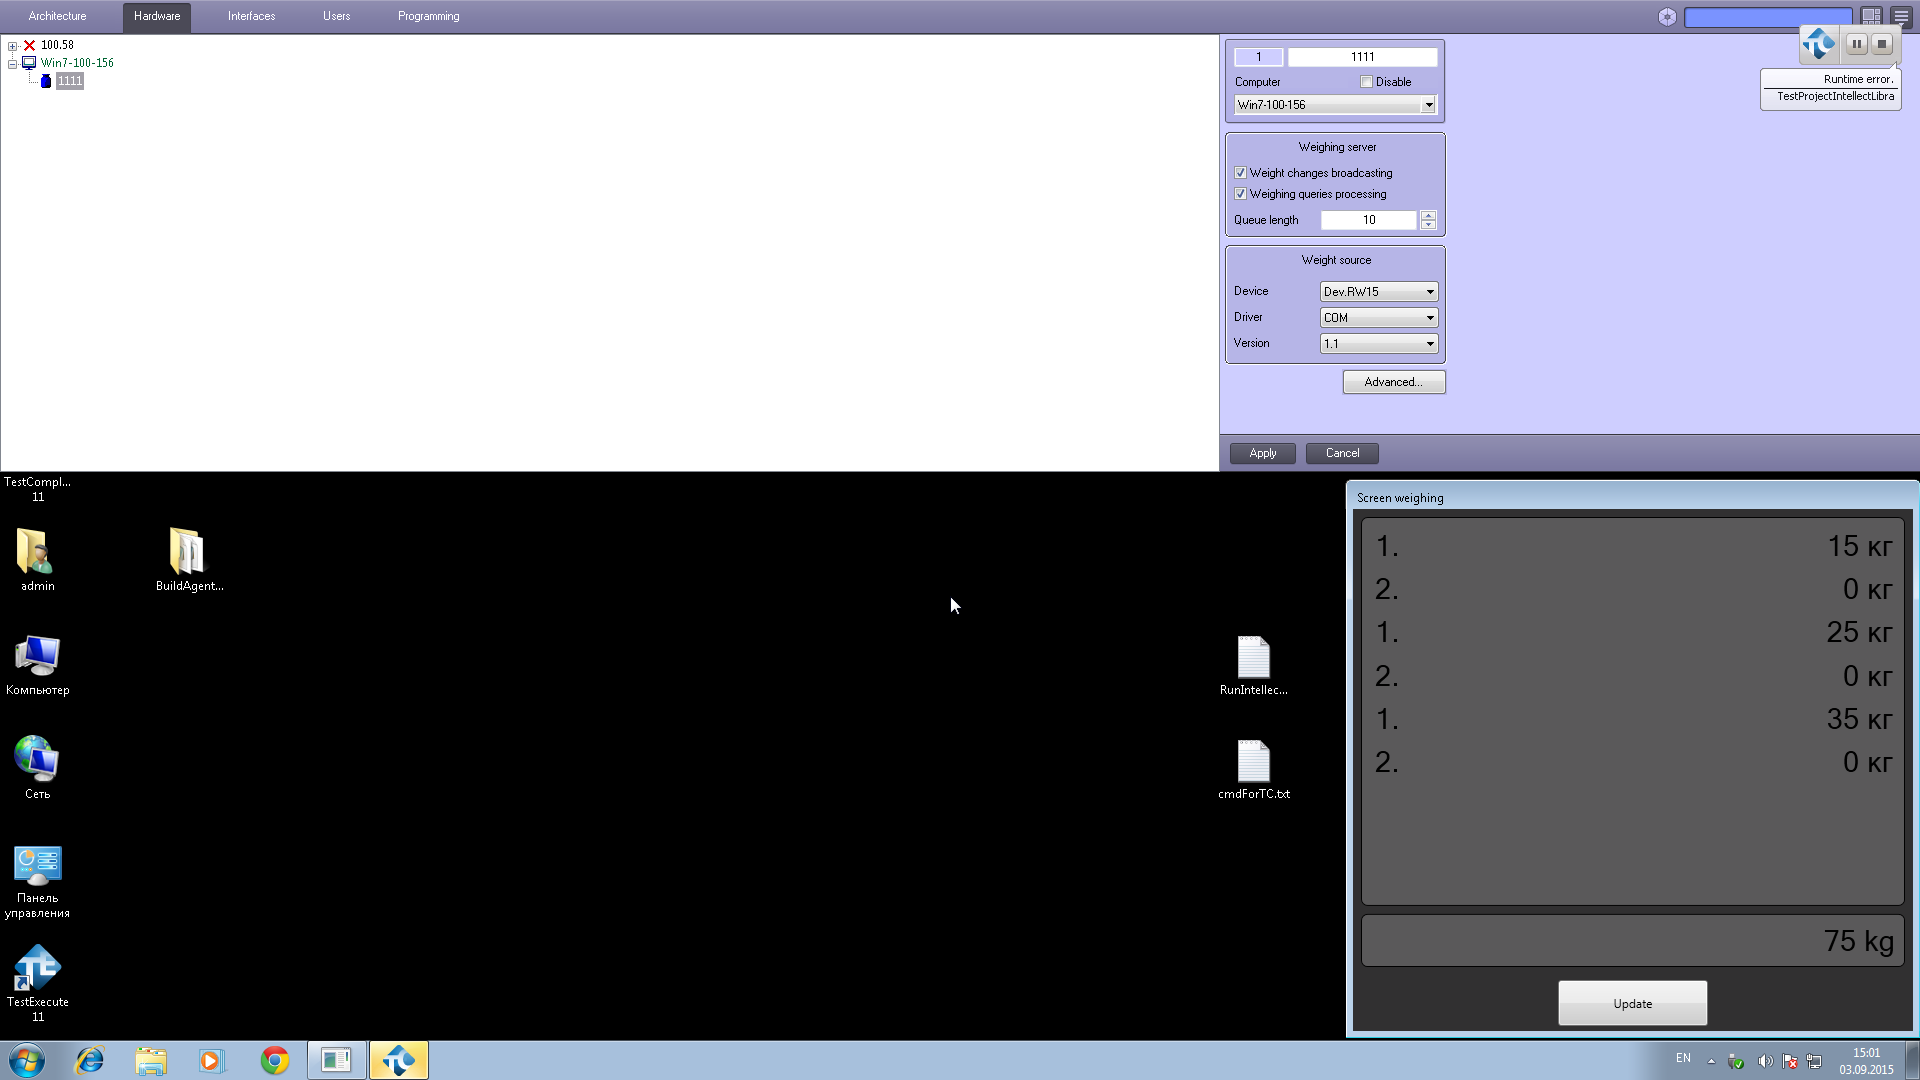 Architecture
Hardware
Interfaces
Users
Programming
100.58
Win7-100-156
1111
1
1111
Computer
Disable
Win7-100-156
Runtime error.
TestProjectIntellectLibra
Weighing server
Weight changes broadcasting
Weighing queries processing
Queue length
10
Weight source
Device
Dev.RW15
Driver
COM
Version
1.1
Advanced...
Apply
Cancel
TestCompl...
11
admin
BuildAgent...
Компьютер
Сеть
Панель
управления
TestExecute
11
RunIntellec...
cmdForTC.txt
Screen weighing
1. 15 кг
2. 0 кг
1. 25 кг
2. 0 кг
1. 35 кг
2. 0 кг
75 kg
Update
EN
15:01
03.09.2015